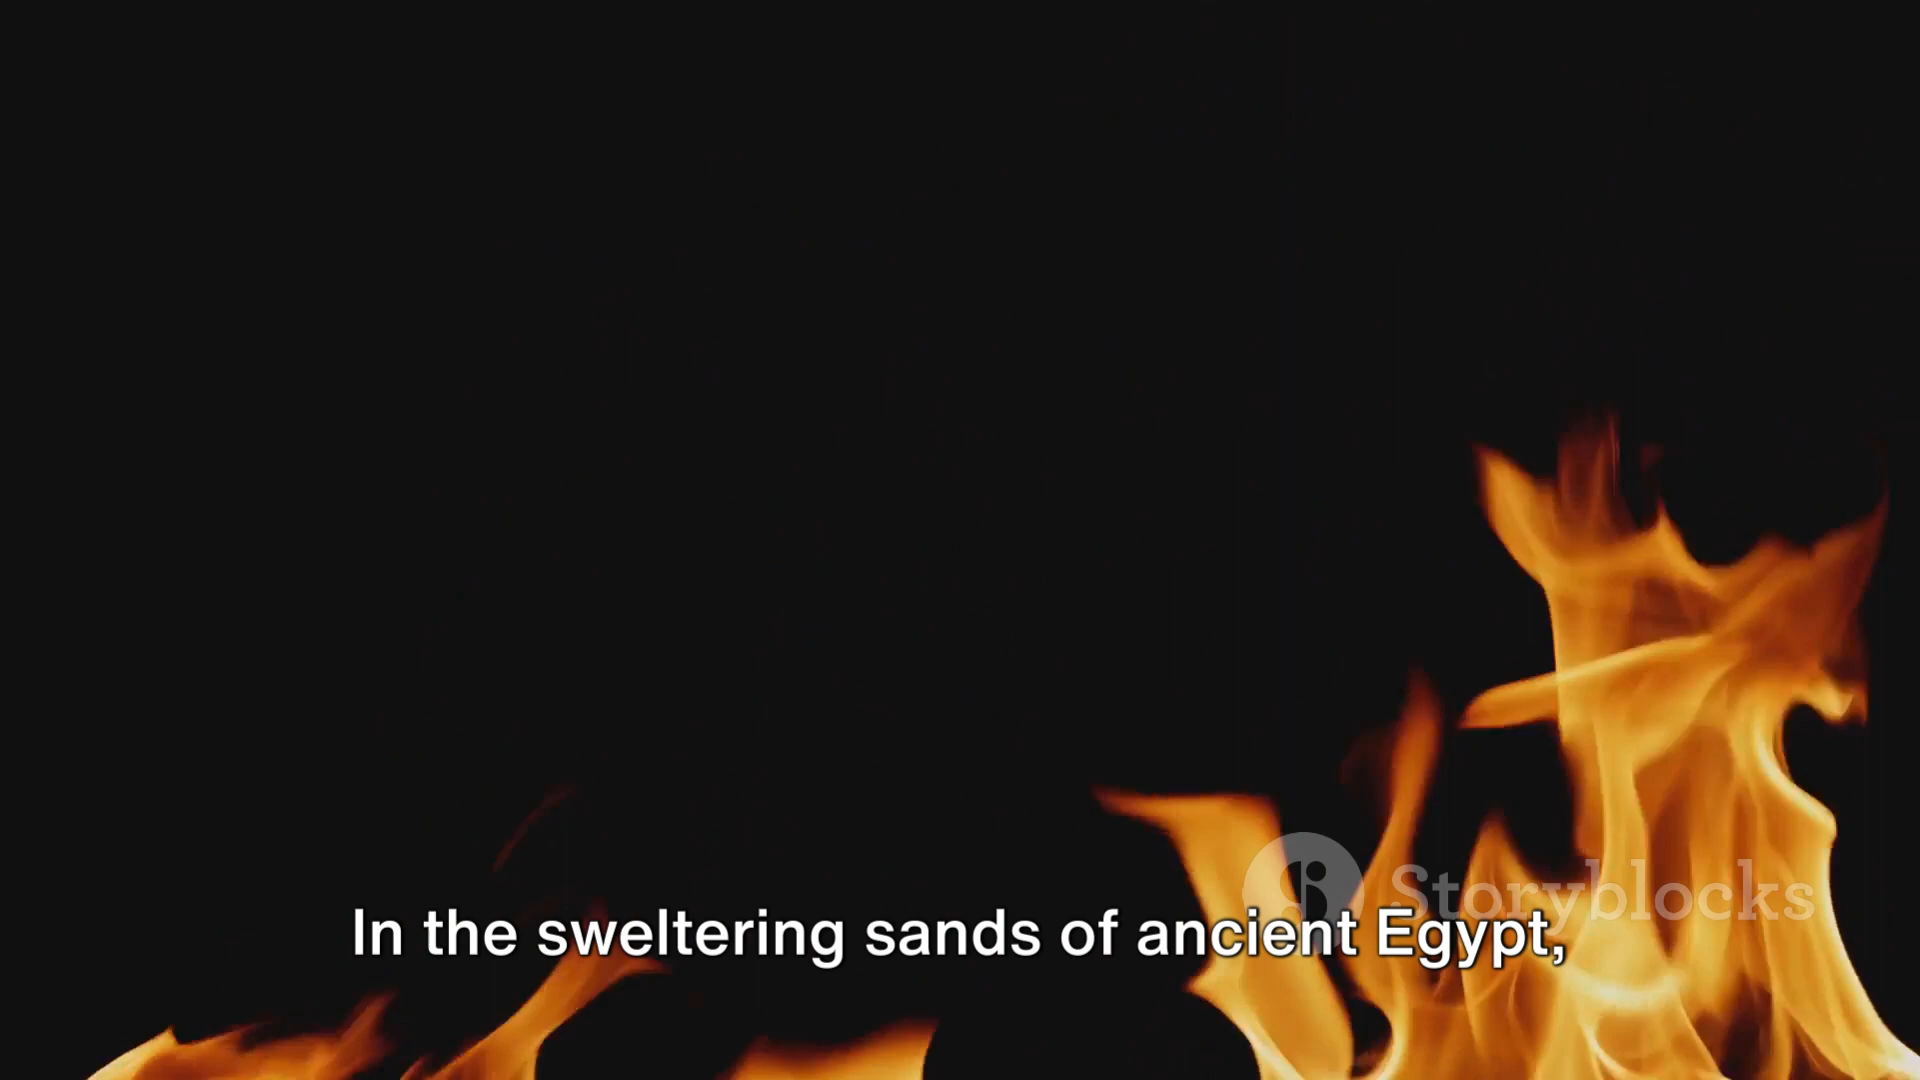 Storyblocks
In the sweltering sands of ancient Egypt,